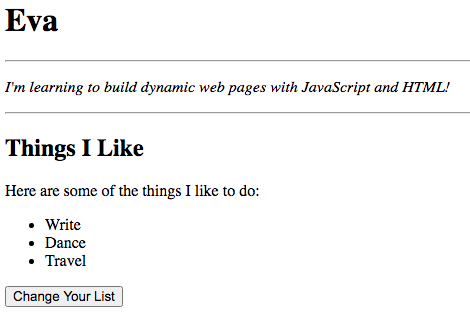 Eva
I'm learning to build dynamic web pages with JavaScript and HTML!
Things I Like
Here are some of the things I like to do:
Write
Dance
Travel
Change Your List